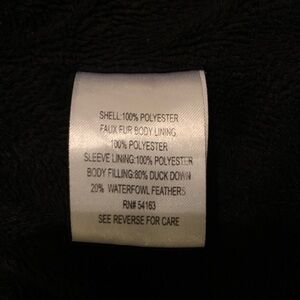 SHELL:100% POLYESTER
FAUX FUR BODY LINING:
100% POLYESTER
SLEEVE LINING:100% POLYESTER
BODY FILLING:80% DUCK DOWN
20% WATERFOWL FEATHERS
RN# 54163
SEE REVERSE FOR CARE